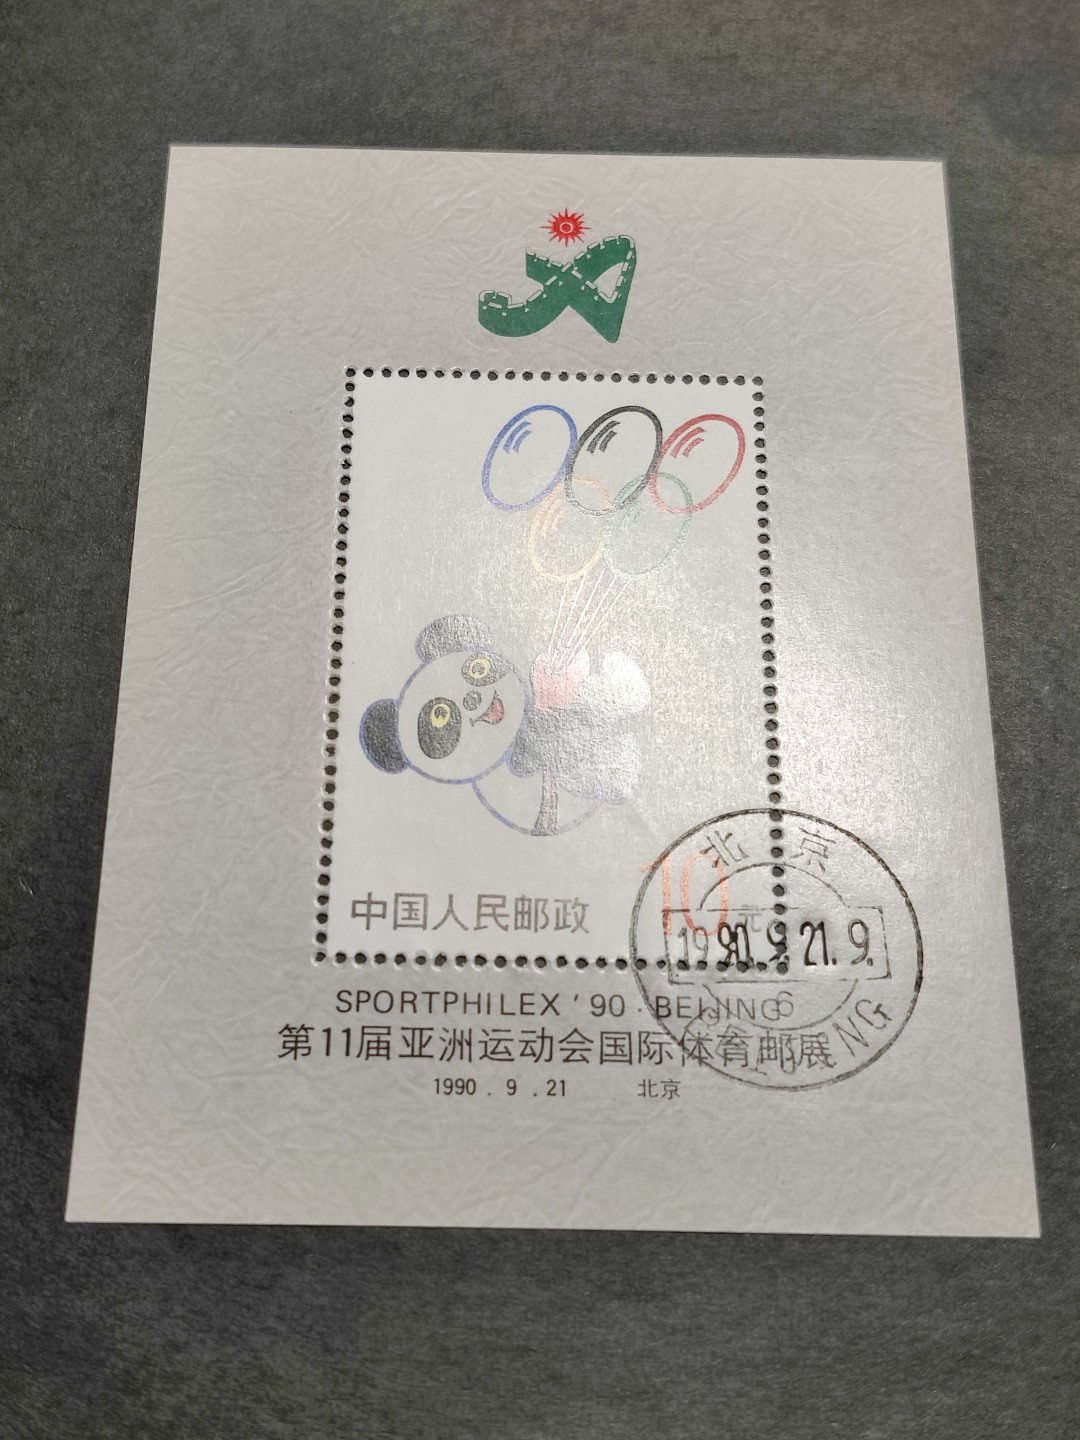 中国人民邮政
10元
北京
1990.9.21.9.
6
BEIJING
SPORTPHILEX '90 · BEIJING
第11届亚洲运动会国际体育邮展
1990 . 9 . 21 北京